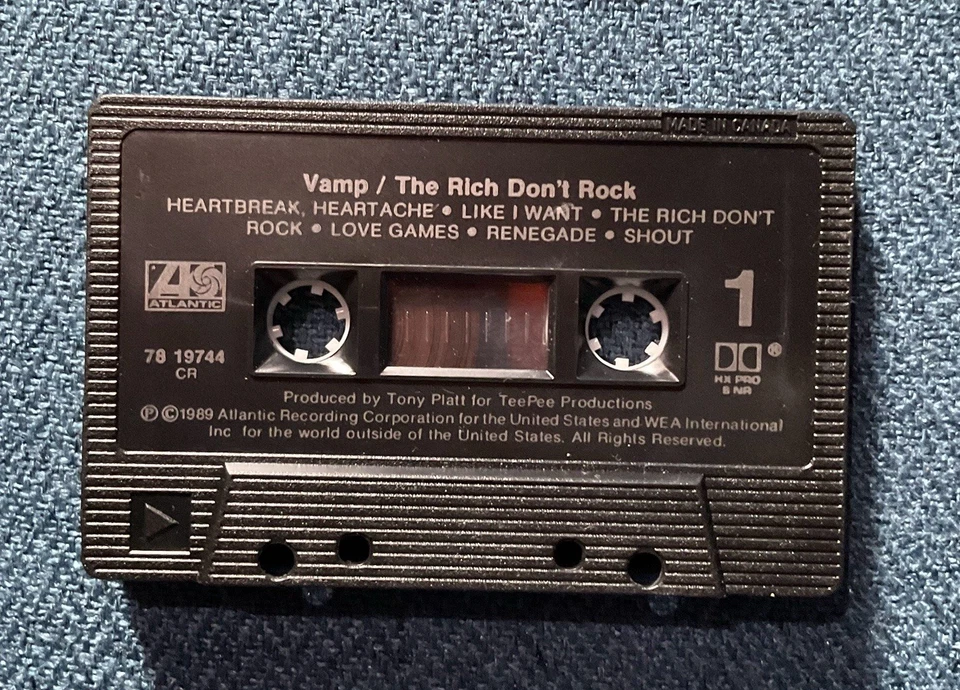 MADE IN CANADA
Vamp / The Rich Don't Rock
HEARTBREAK, HEARTACHE • LIKE I WANT • THE RICH DON'T
ROCK • LOVE GAMES • RENEGADE • SHOUT
A
ATLANTIC
1
78 19744
CR
®
HX PRO
B NR
Produced by Tony Platt for TeePee Productions
℗ ©1989 Atlantic Recording Corporation for the United States and WEA International
Inc for the world outside of the United States. All Rights Reserved.